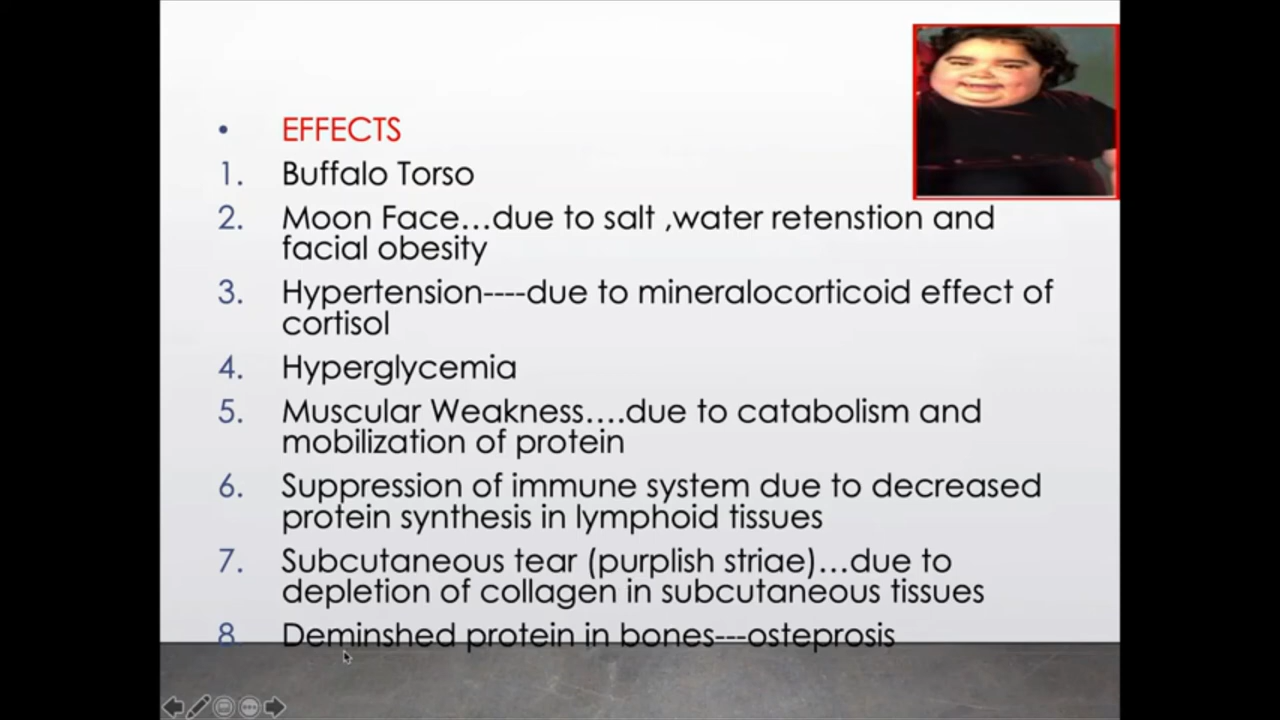 • EFFECTS
1. Buffalo Torso
2. Moon Face...due to salt ,water retenstion and
facial obesity
3. Hypertension----due to mineralocorticoid effect of
cortisol
4. Hyperglycemia
5. Muscular Weakness....due to catabolism and
mobilization of protein
6. Suppression of immune system due to decreased
protein synthesis in lymphoid tissues
7. Subcutaneous tear (purplish striae)...due to
depletion of collagen in subcutaneous tissues
8. Deminshed protein in bones---osteprosis